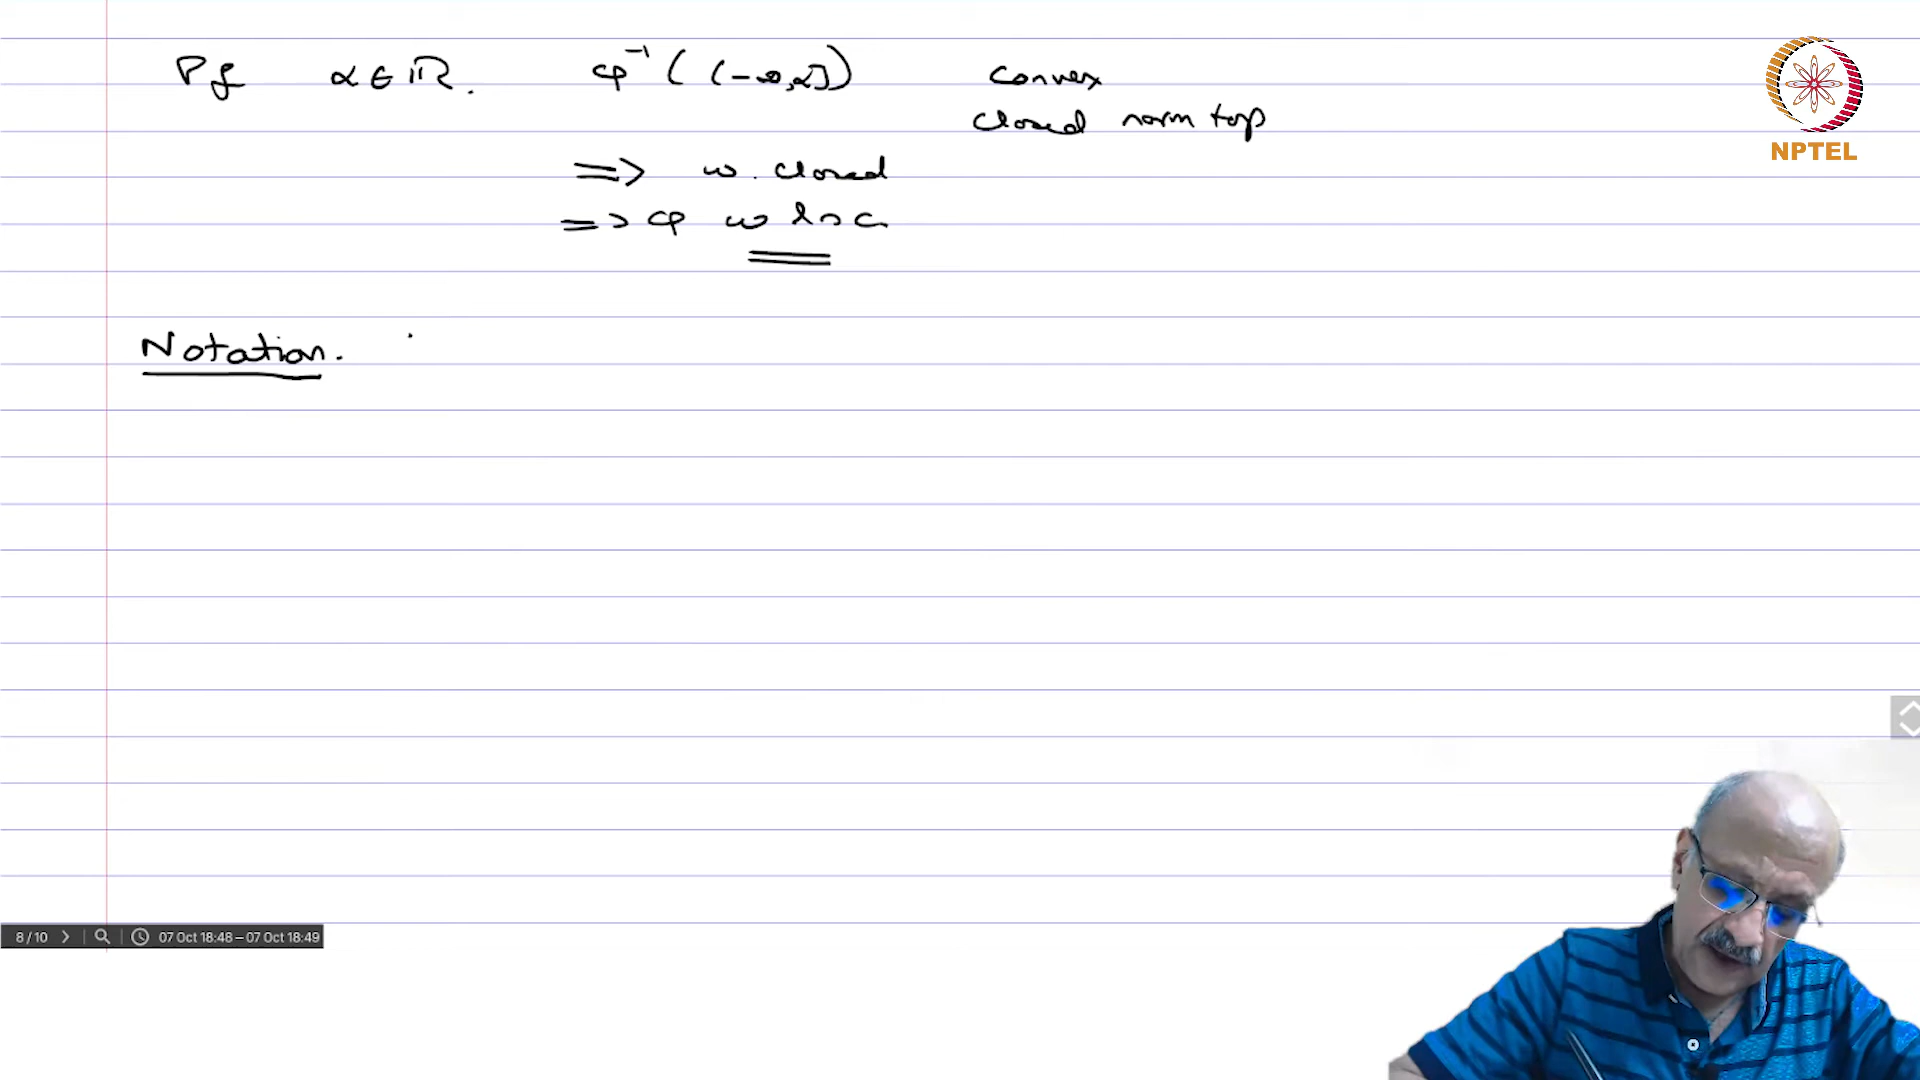 Pf α ∈ ℝ. φ⁻¹((-∞,α]) convex
closed norm top
⇒ w. closed
⇒ φ w lsc
Notation.
NPTEL
8/10 07 Oct 18:48 – 07 Oct 18:49